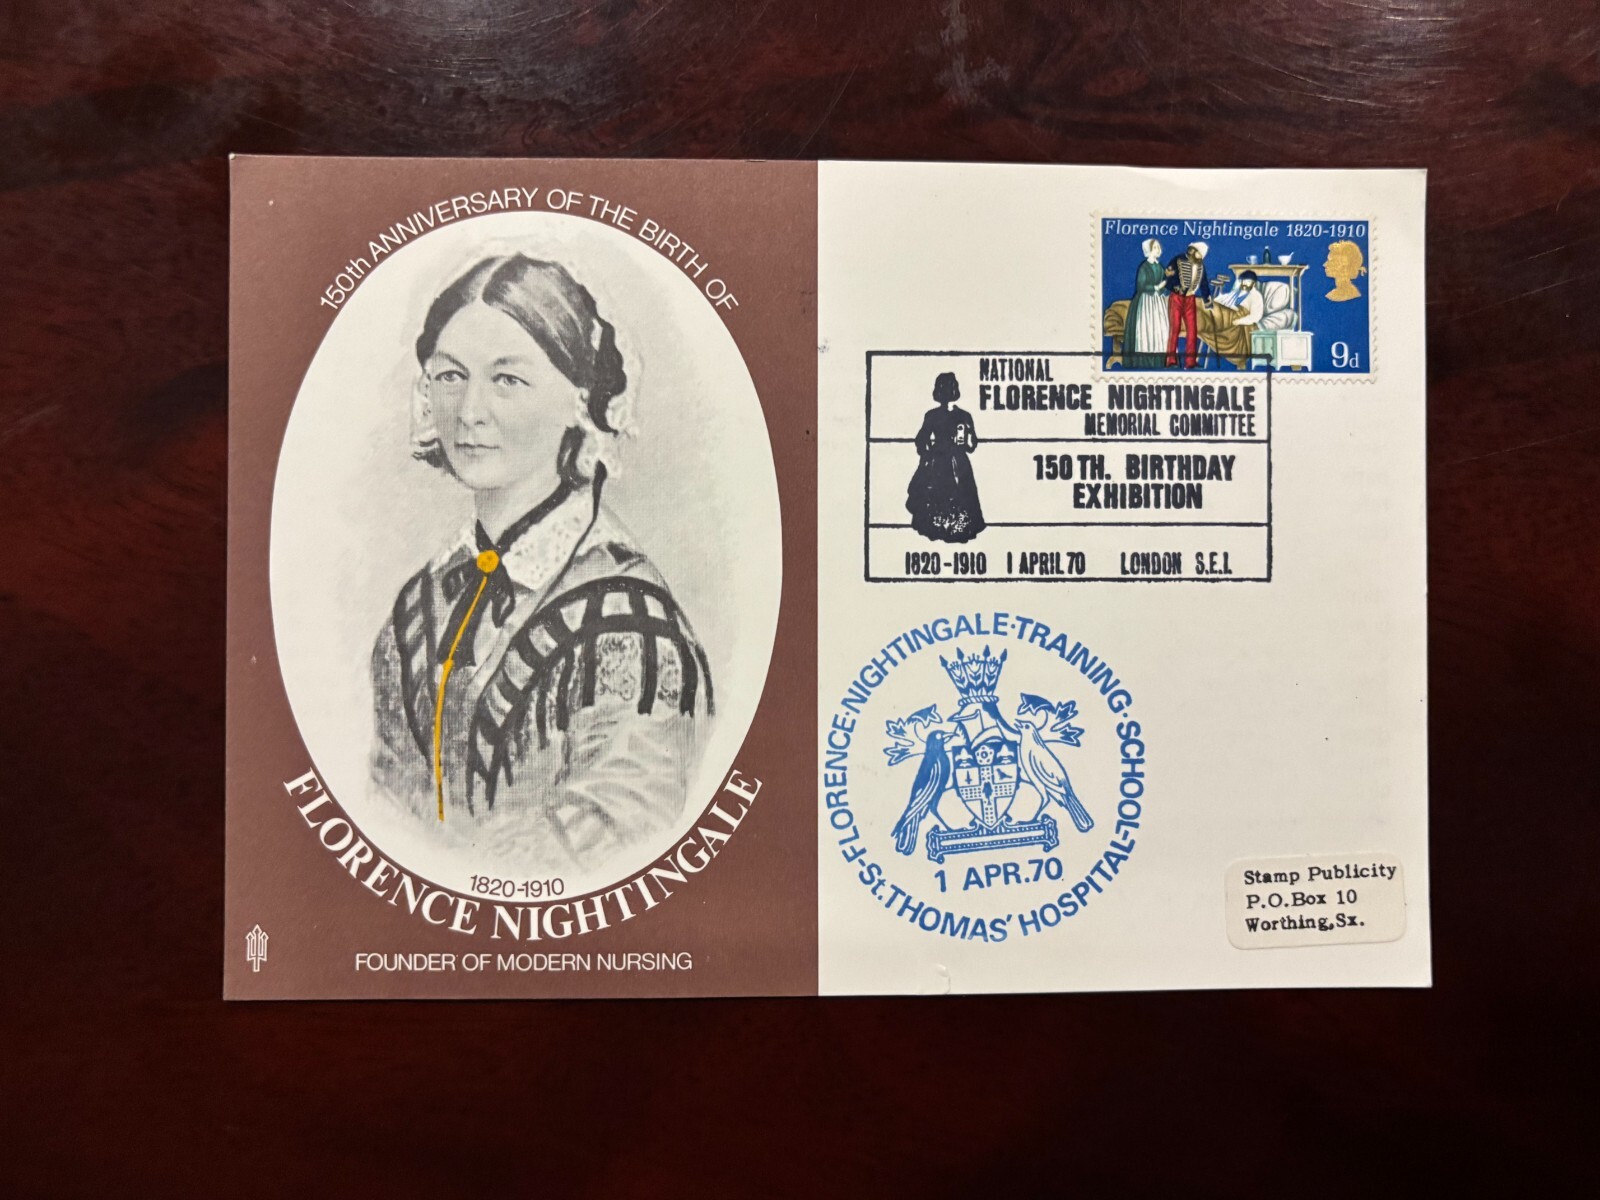 150th ANNIVERSARY OF THE BIRTH OF
1820-1910
FLORENCE NIGHTINGALE
FOUNDER OF MODERN NURSING
Florence Nightingale 1820-1910
9d
NATIONAL
FLORENCE NIGHTINGALE
MEMORIAL COMMITTEE
150TH. BIRTHDAY
EXHIBITION
1820-1910 1 APRIL 70 LONDON S.E.1.
FLORENCE·NIGHTINGALE·TRAINING·SCHOOL-St.THOMAS' HOSPITAL-
1 APR.70
Stamp Publicity
P.O.Box 10
Worthing,Sx.